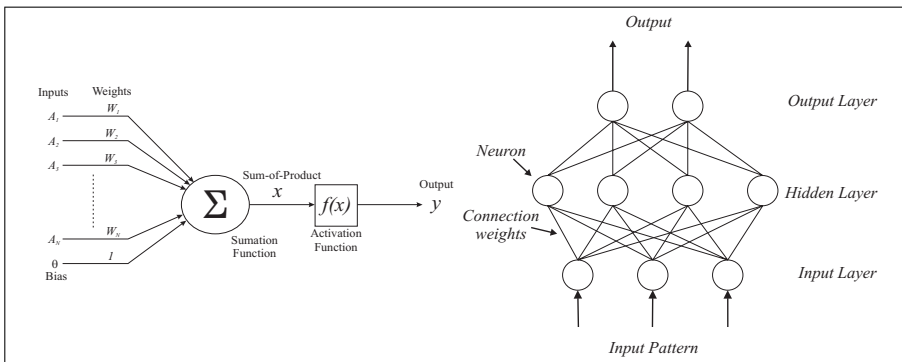 Inputs Weights
A1 W1
A2 W2
A3 W3
AN WN
θ 1
Bias
Σ
Sumation
Function
Sum-of-Product
x
f(x)
Activation
Function
Output
y
Output
Output Layer
Neuron
Hidden Layer
Connection
weights
Input Layer
Input Pattern